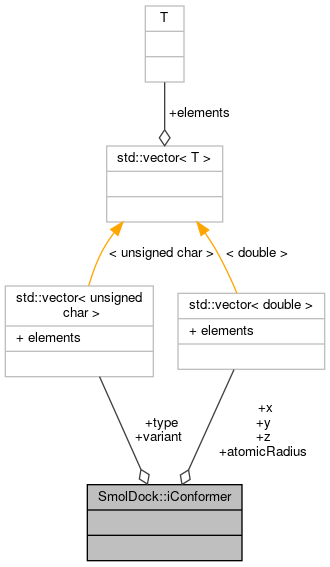 T
+elements
std::vector< T >
< unsigned char >
< double >
std::vector< unsigned
char >
+ elements
std::vector< double >
+ elements
+type
+variant
+x
+y
+z
+atomicRadius
SmolDock::iConformer